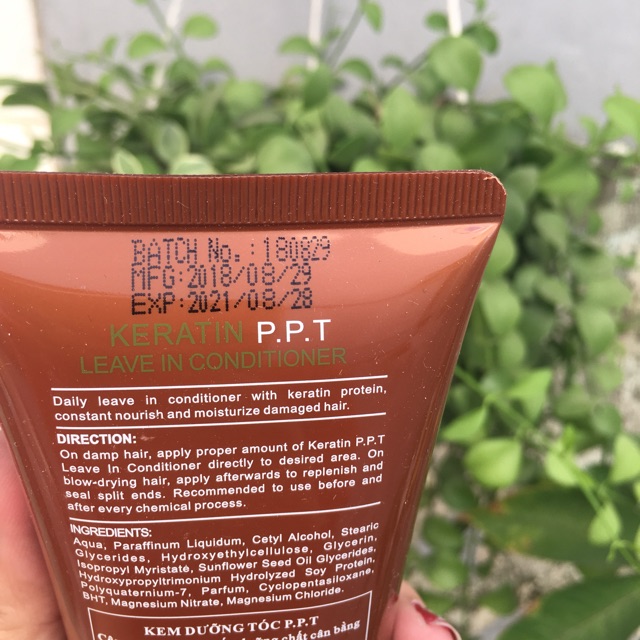 BATCH No. :180829
MFG:2018/08/29
EXP:2021/08/28
KERATIN P.P.T
LEAVE IN CONDITIONER
Daily leave in conditioner with keratin protein,
constant nourish and moisturize damaged hair.
DIRECTION:
On damp hair, apply proper amount of Keratin P.P.T
Leave In Conditioner directly to desired area. On
blow-drying hair, apply afterwards to replenish and
seal split ends. Recommended to use before and
after every chemical process.
INGREDIENTS:
Aqua, Paraffinum Liquidum, Cetyl Alcohol, Stearic
Glycerides, Hydroxyethylcellulose, Glycerin,
Isopropyl Myristate, Sunflower Seed Oil Glycerides,
Hydroxypropyltrimonium Hydrolyzed Soy Protein,
Polyquaternium-7, Parfum, Cyclopentasiloxane,
BHT, Magnesium Nitrate, Magnesium Chloride.
KEM DƯỠNG TÓC P.P.T
chất cân bằng